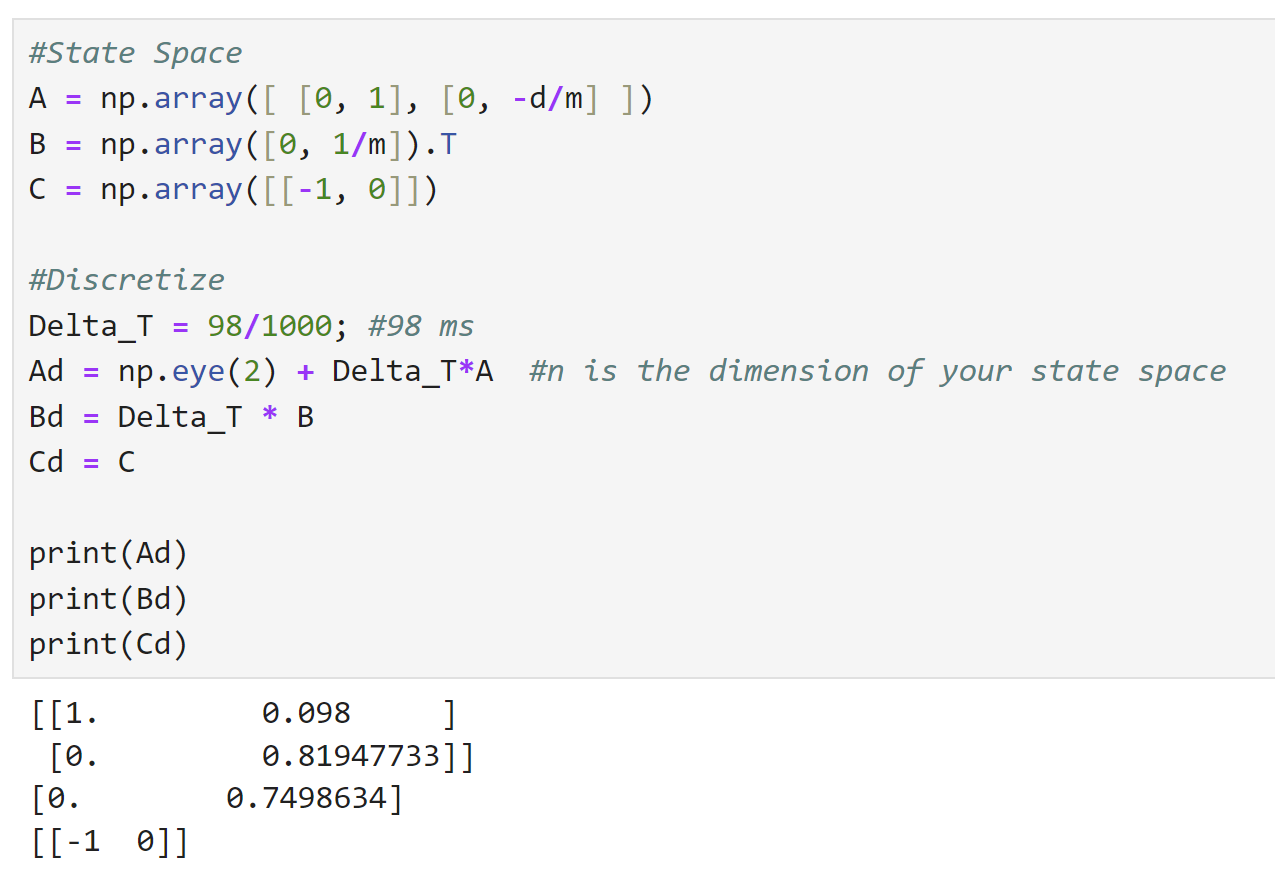 #State Space
A = np.array([ [0, 1], [0, -d/m] ])
B = np.array([0, 1/m]).T
C = np.array([[-1, 0]])
#Discretize
Delta_T = 98/1000; #98 ms
Ad = np.eye(2) + Delta_T*A  #n is the dimension of your state space
Bd = Delta_T * B
Cd = C
print(Ad)
print(Bd)
print(Cd)
[[1.         0.098     ]
 [0.         0.81947733]]
[0.        0.7498634]
[[-1  0]]